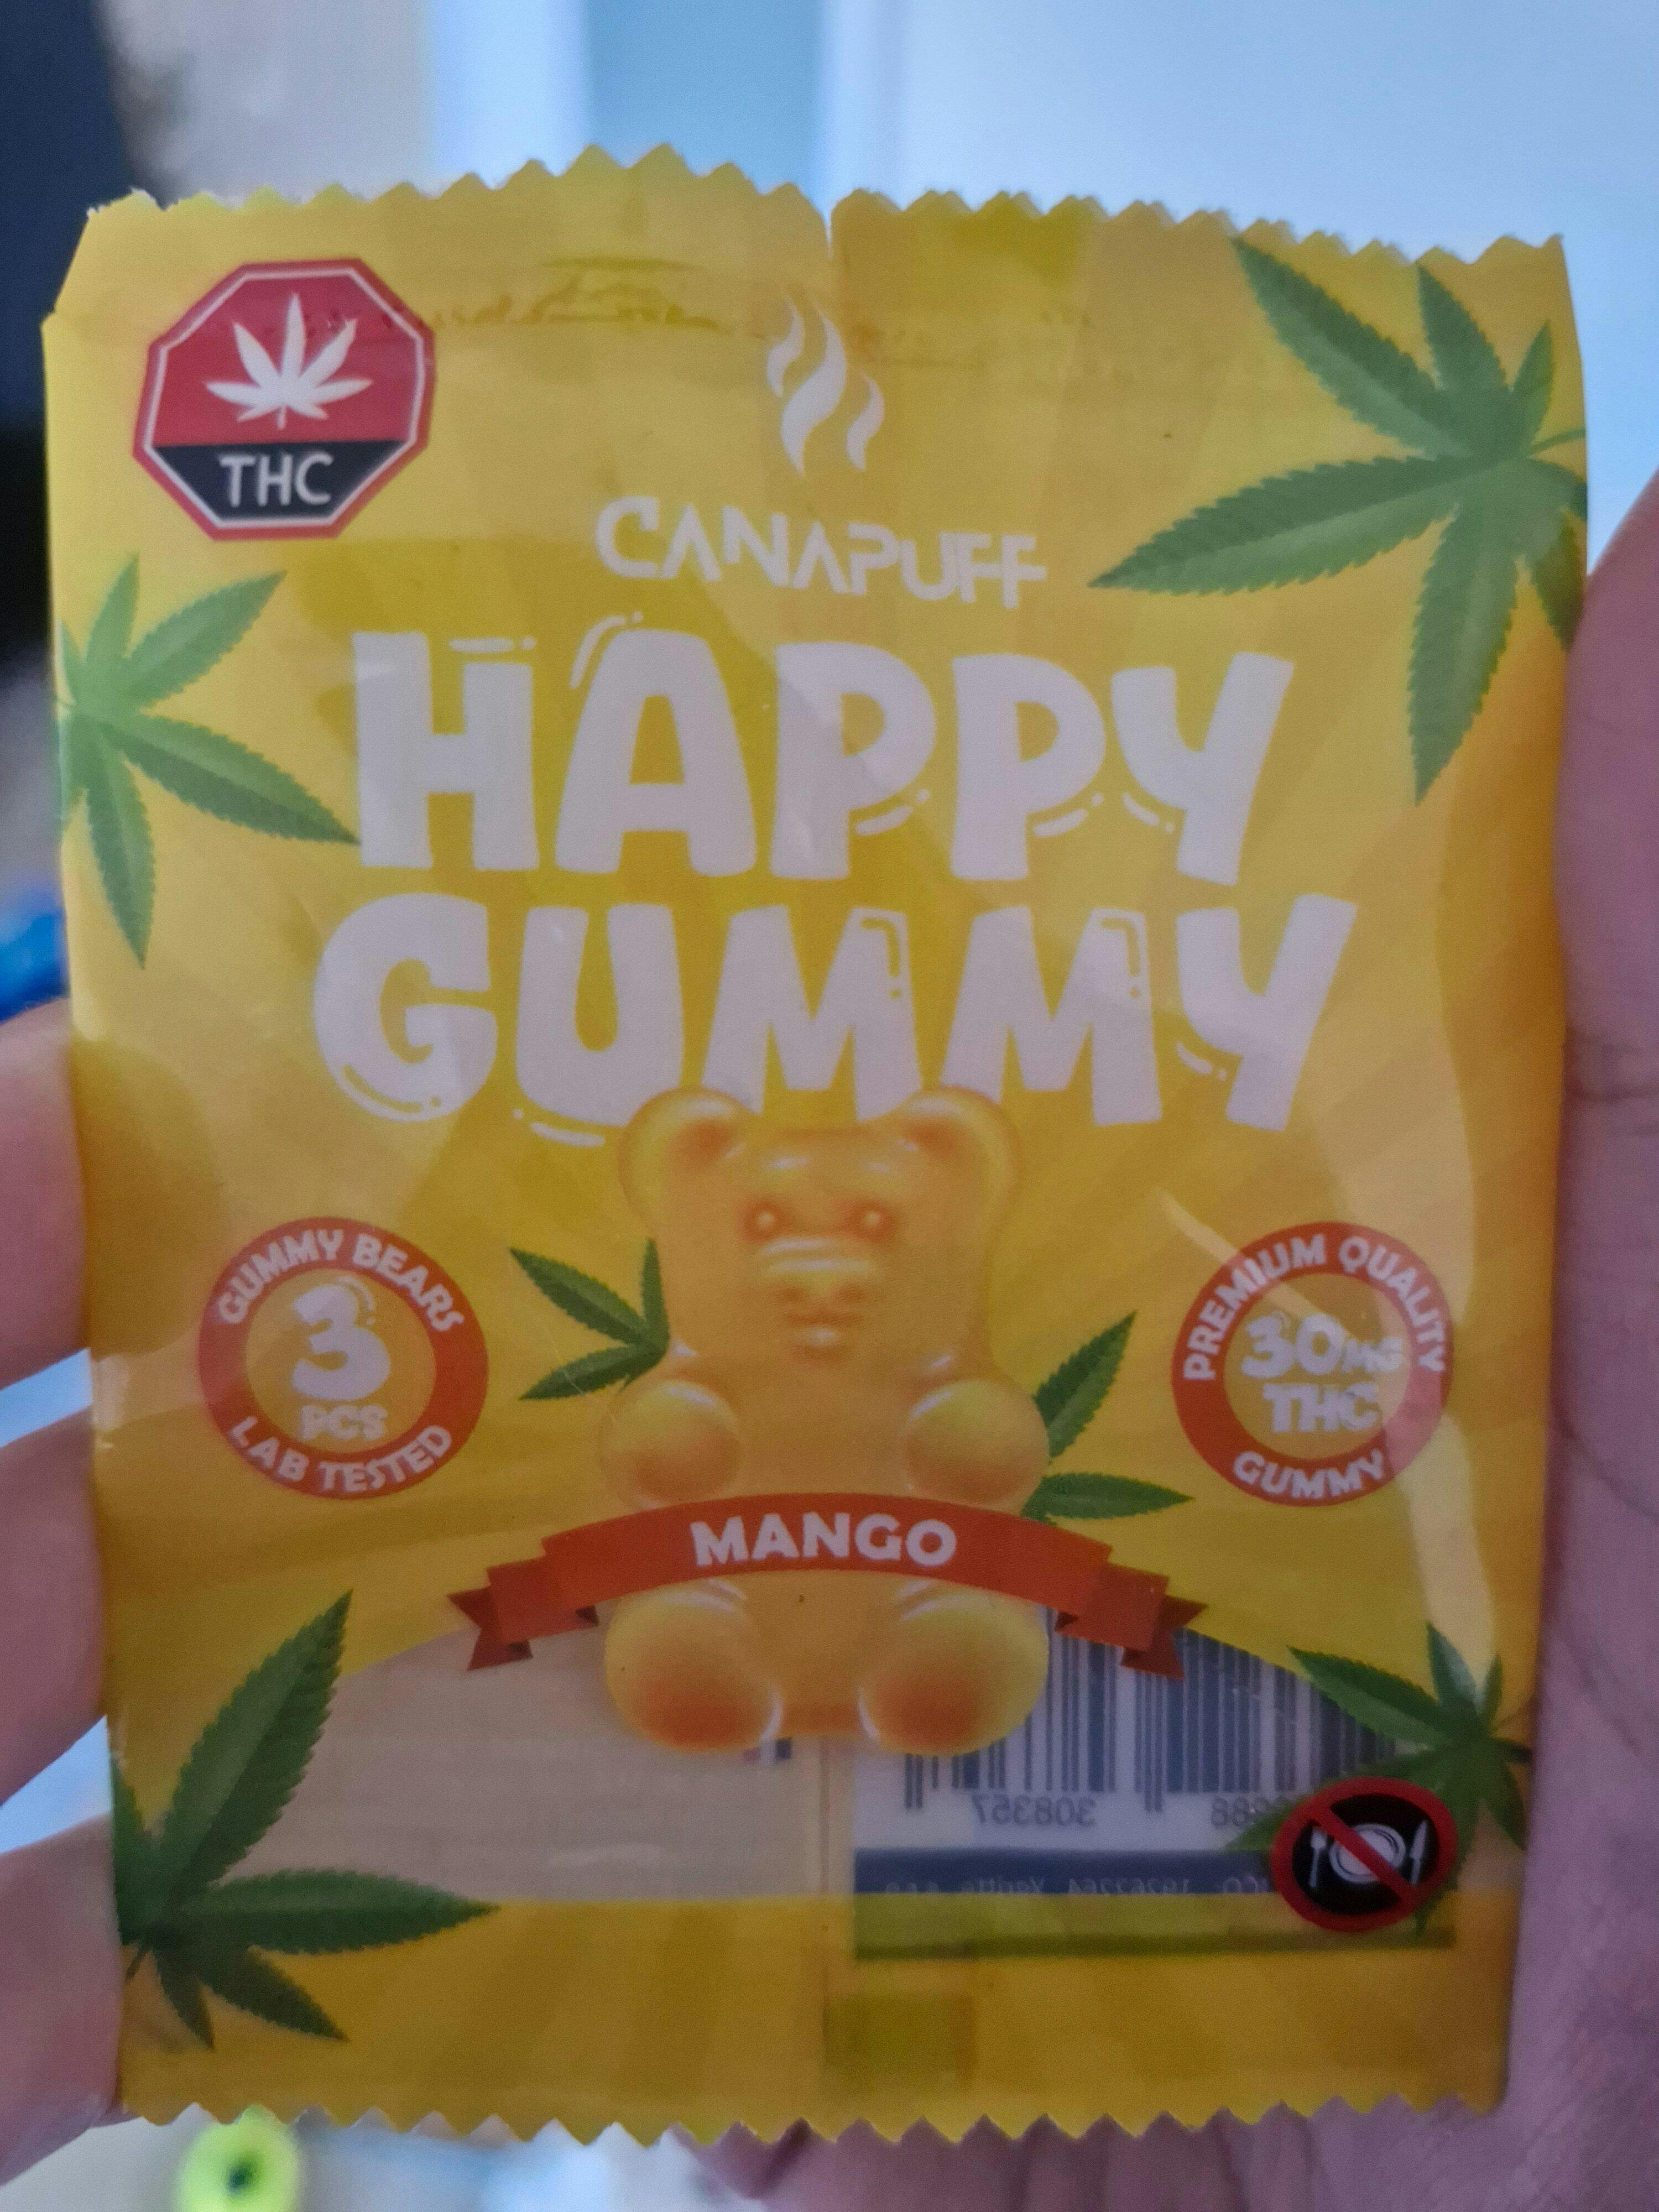 THC
CANAPUFF
HAPPY
GUMMY
GUMMY BEARS
3
PCS
LAB TESTED
PREMIUM QUALITY
30MG
THC
GUMMY
MANGO
308357